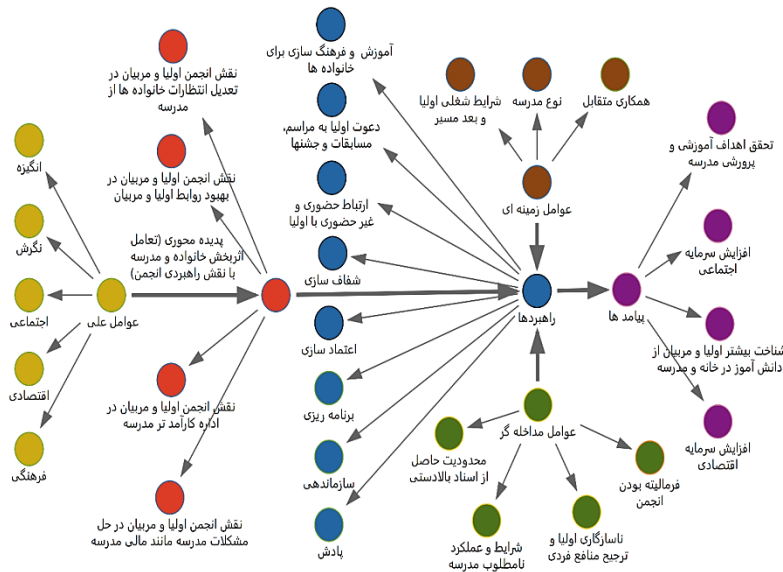 آموزش و فرهنگ سازی برای
خانواده ها
نقش انجمن اولیا و مربیان در
تعدیل انتظارات خانواده ها از
مدرسه
همکاری متقابل
نوع مدرسه
شرایط شغلی اولیا
و بعد مسیر
دعوت اولیا به مراسم،
مسابقات و جشنها
تحقق اهداف آموزشی و
پرورشی مدرسه
انگیزه
نقش انجمن اولیا و مربیان در
بهبود روابط اولیا و مربیان
ارتباط حضوری و
غیر حضوری با اولیا
عوامل زمینه ای
نگرش
پدیده محوری (تعامل
اثربخش خانواده و مدرسه
با نقش راهبردی انجمن)
شفاف سازی
افزایش سرمایه
اجتماعی
اجتماعی
عوامل علی
راهبردها
پیامد ها
اعتماد سازی
شناخت بیشتر اولیا و مربیان از
دانش آموز در خانه و مدرسه
اقتصادی
نقش انجمن اولیا و مربیان در
اداره کارآمد تر مدرسه
برنامه ریزی
عوامل مداخله گر
افزایش سرمایه
اقتصادی
فرهنگی
سازماندهی
محدودیت حاصل
از اسناد بالادستی
فرمالیته بودن
انجمن
نقش انجمن اولیا و مربیان در حل
مشکلات مدرسه مانند مالی مدرسه
پادش
شرایط و عملکرد
نامطلوب مدرسه
ناسازگاری اولیا و
ترجیح منافع فردی